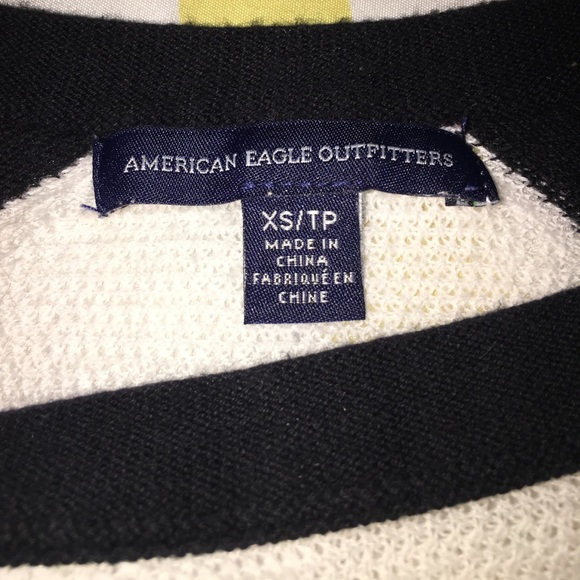 AMERICAN EAGLE OUTFITTERS
XS/TP
MADE IN
CHINA
FABRIQUÉ EN
CHINE